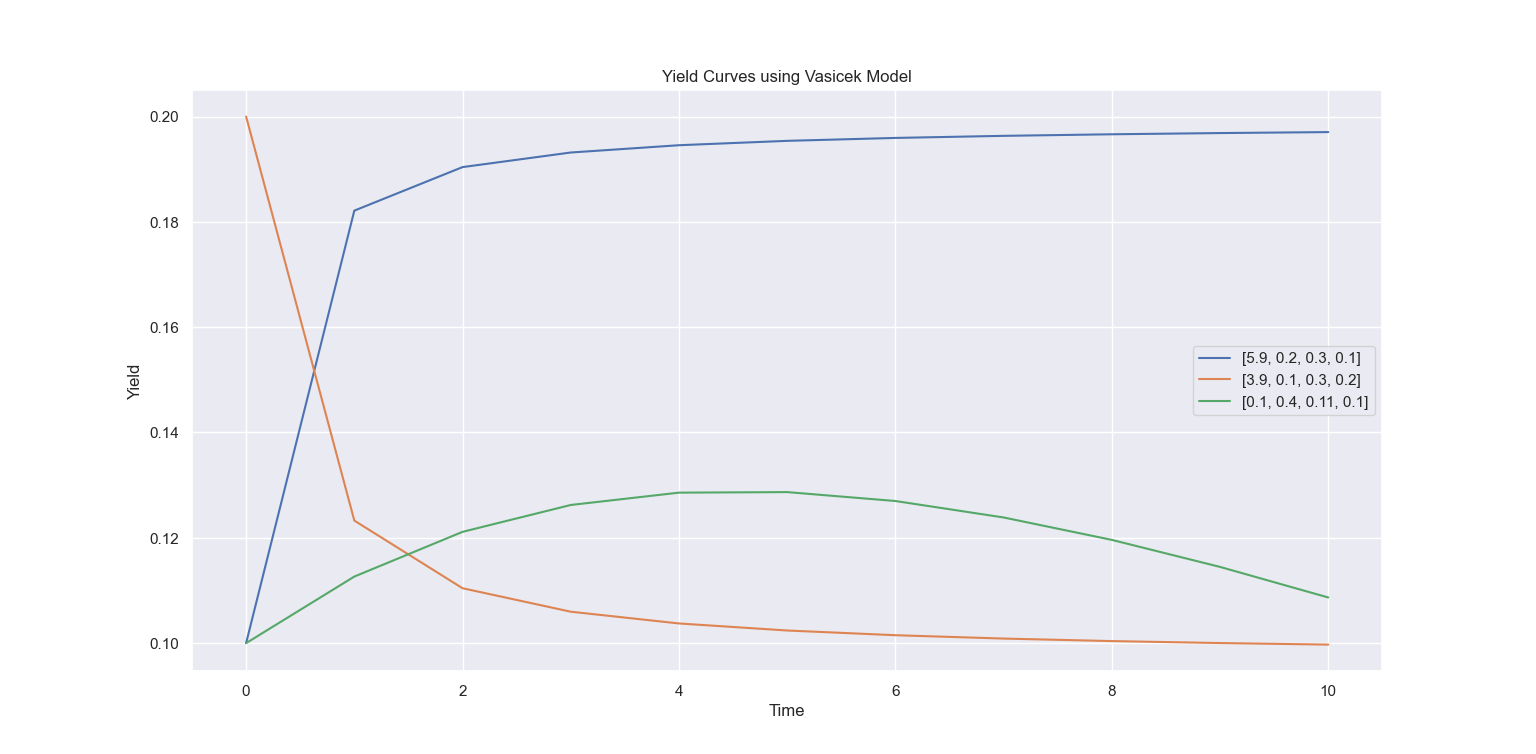 Yield Curves using Vasicek Model
0.20
0.18
0.16
0.14
0.12
0.10
Yield
[5.9, 0.2, 0.3, 0.1]
[3.9, 0.1, 0.3, 0.2]
[0.1, 0.4, 0.11, 0.1]
0 2 4 6 8 10
Time